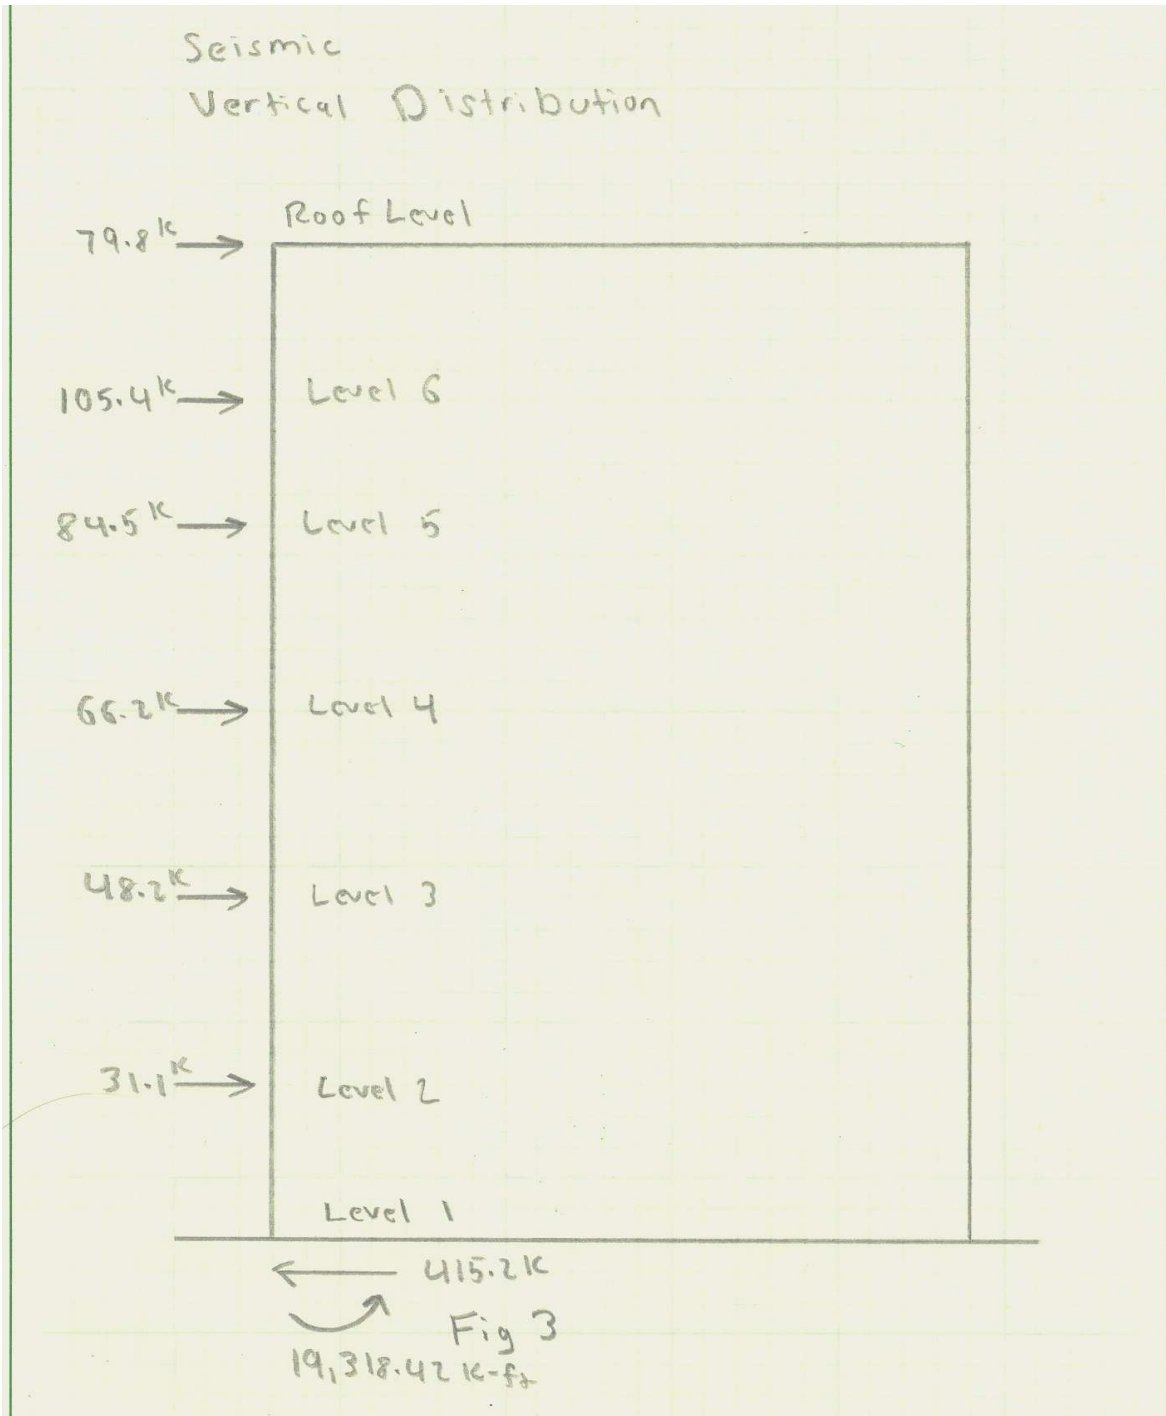 Seismic
Vertical Distribution
Roof Level
79.8K
105.4K
Level 6
84.5K
Level 5
66.2K
Level 4
48.2K
Level 3
31.1K
Level 2
Level 1
415.2K
Fig 3
19,318.42 K-ft